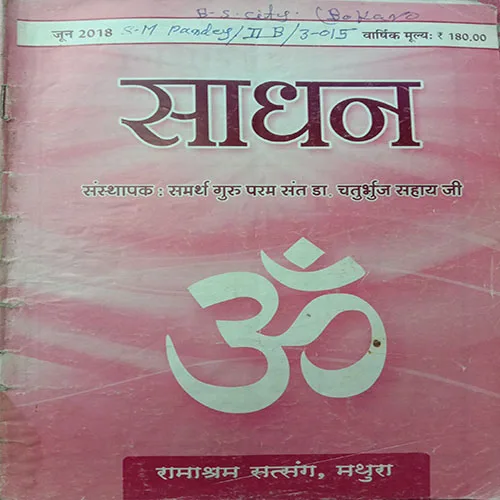 B-S. City. (Bokaro
जून 2018 S.M Pandey/II B/3-015 वार्षिक मूल्य: ₹ 180.00
साधन
संस्थापक : समर्थ गुरु परम संत डा. चतुर्भुज सहाय जी
ॐ
रामाश्रम सत्संग, मथुरा